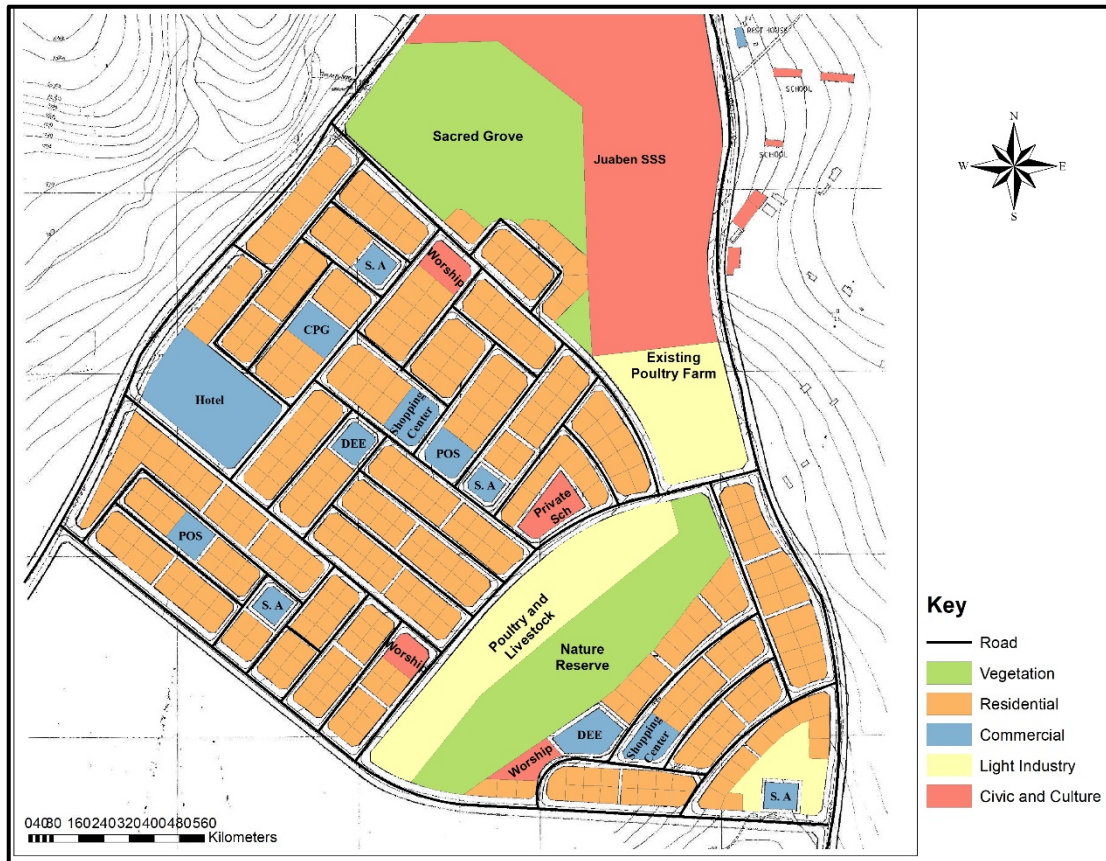 REST HOUSE
SCHOOL
SCHOOL
Sacred Grove
Juaben SSS
N
W
E
S
Worship
S. A
CPG
Existing
Poultry Farm
Hotel
Shopping
Center
DEE
POS
S. A
Private
Sch
POS
S. A
Worship
Poultry and
Livestock
Nature
Reserve
DEE
Shopping
Center
Worship
S. A
Key
Road
Vegetation
Residential
Commercial
Light Industry
Civic and Culture
04080 160240320400480560
Kilometers